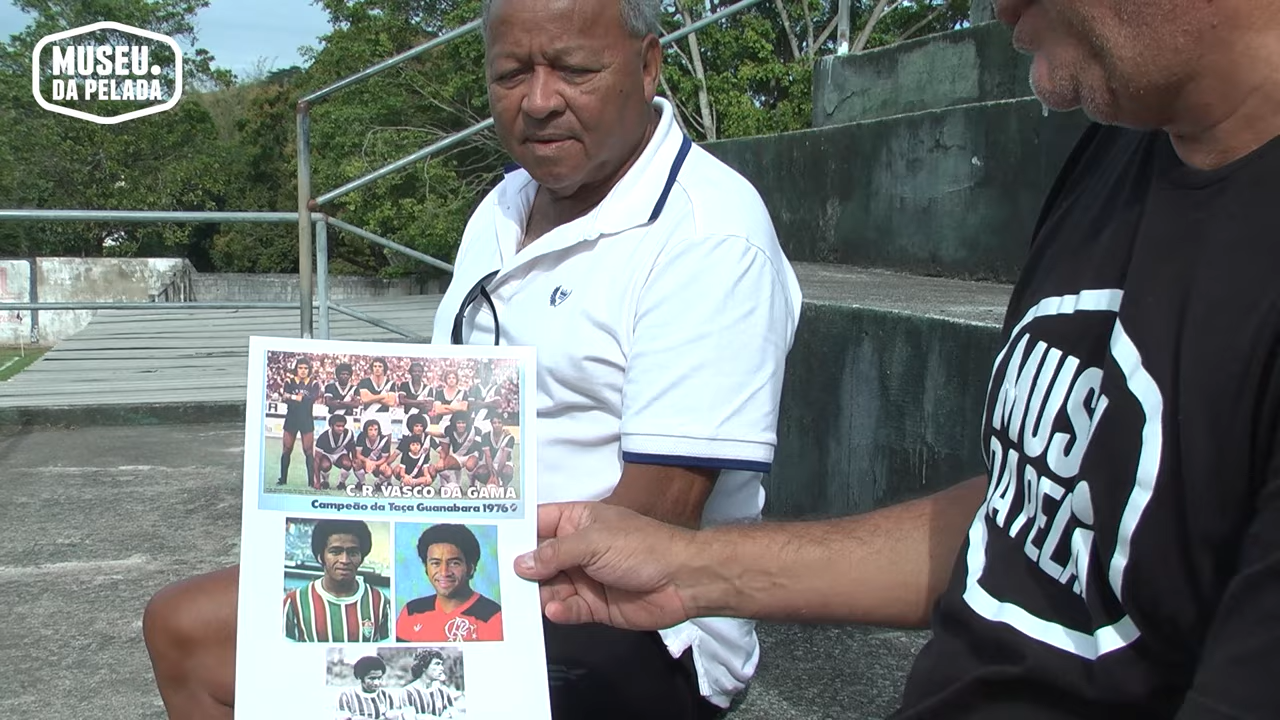 MUSEU.
DA PELADA
C.R. VASCO DA GAMA
Campeão da Taça Guanabara 1976
MUS
DA PELA